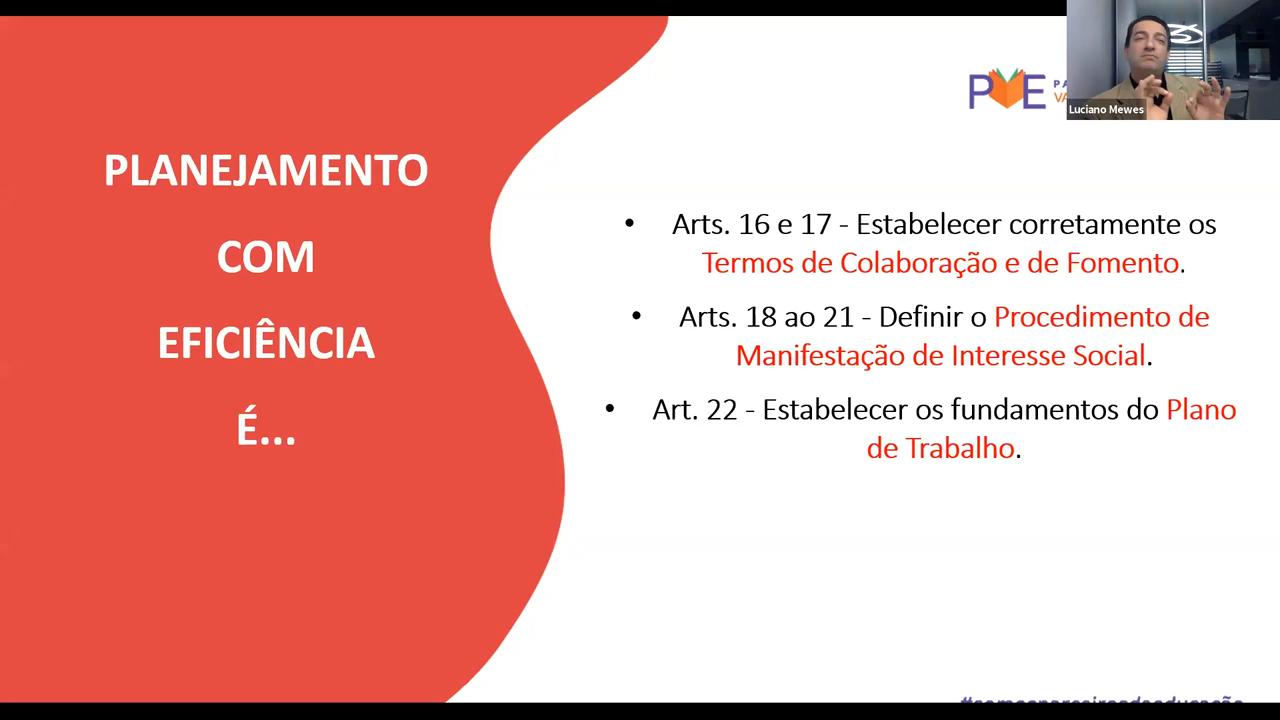 PLANEJAMENTO
COM
EFICIÊNCIA
É...
PVE
Luciano Mewes
• Arts. 16 e 17 - Estabelecer corretamente os
Termos de Colaboração e de Fomento.
• Arts. 18 ao 21 - Definir o Procedimento de
Manifestação de Interesse Social.
• Art. 22 - Estabelecer os fundamentos do Plano
de Trabalho.